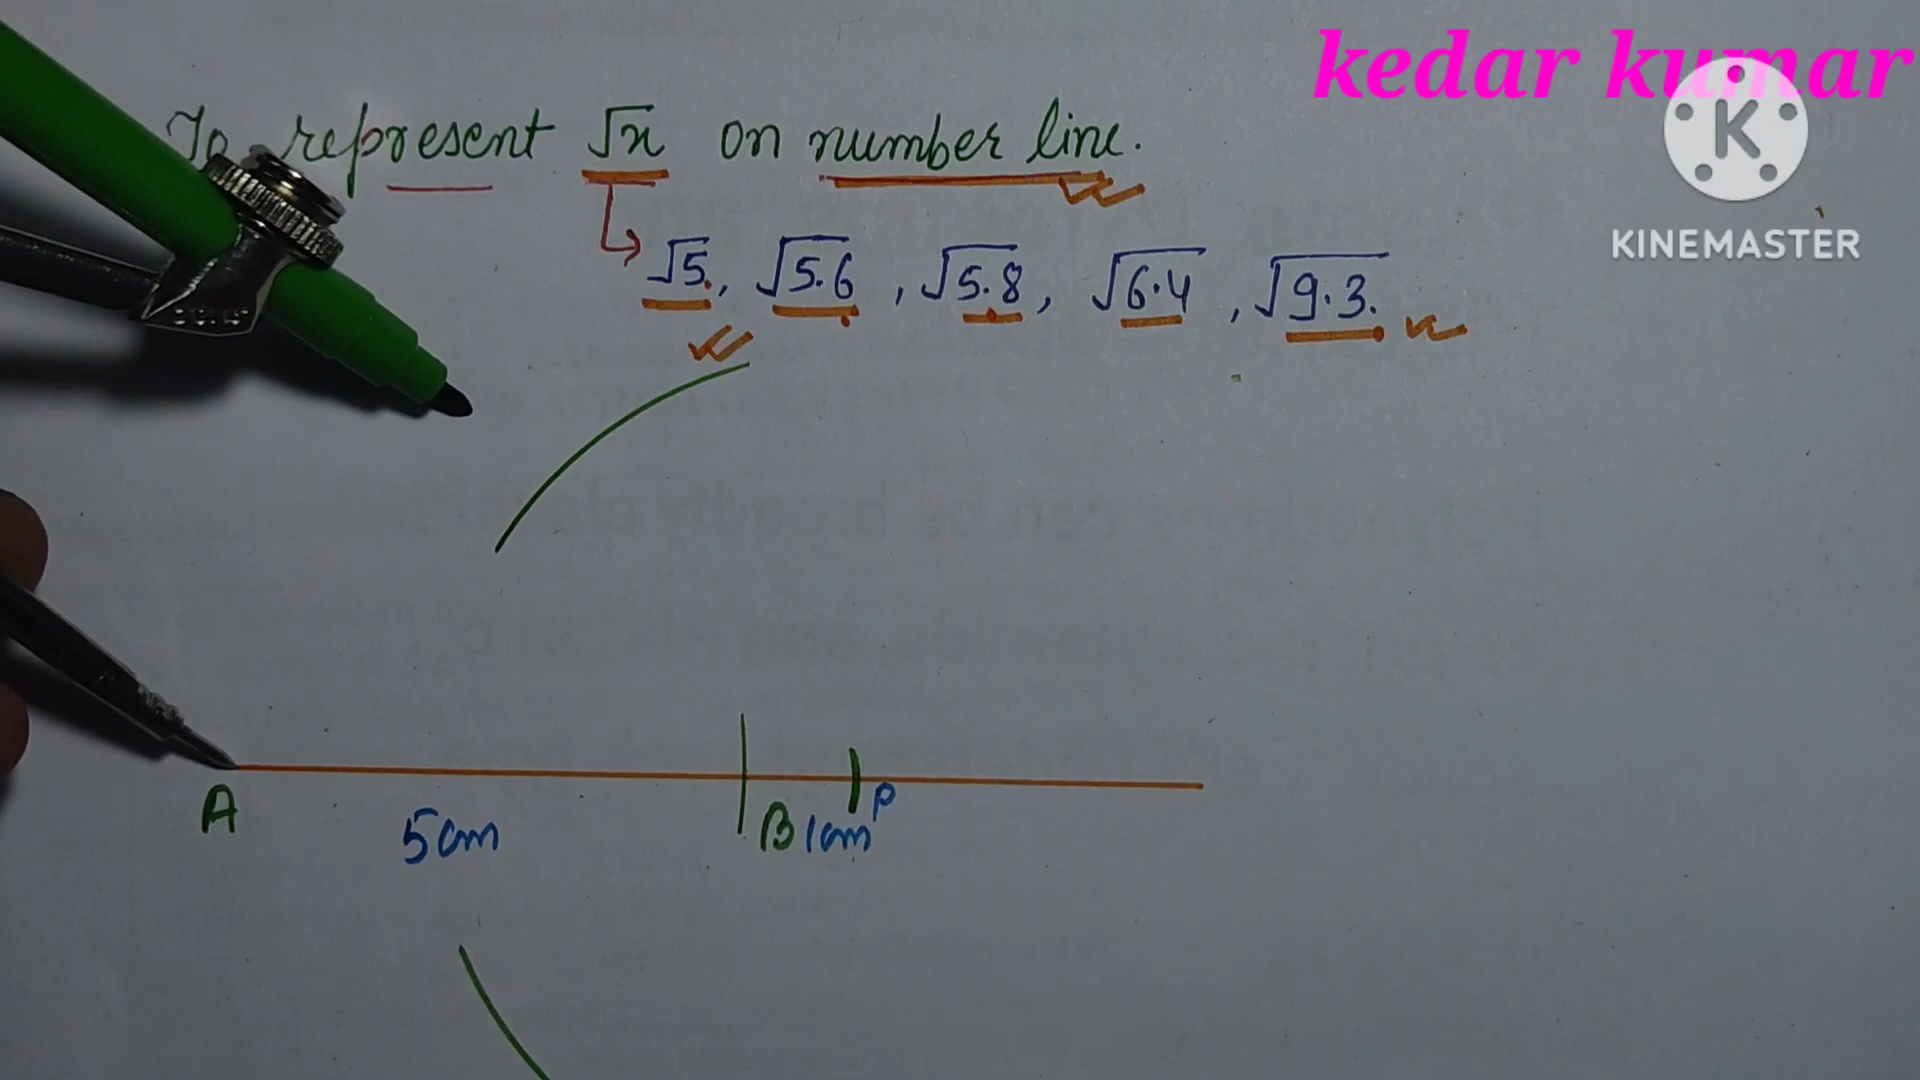 kedar kumar
To represent √x on number line.
K
KINEMASTER
√5., √5.6, √5.8, √6.4, √9.3.
A
5cm
B 1cm P